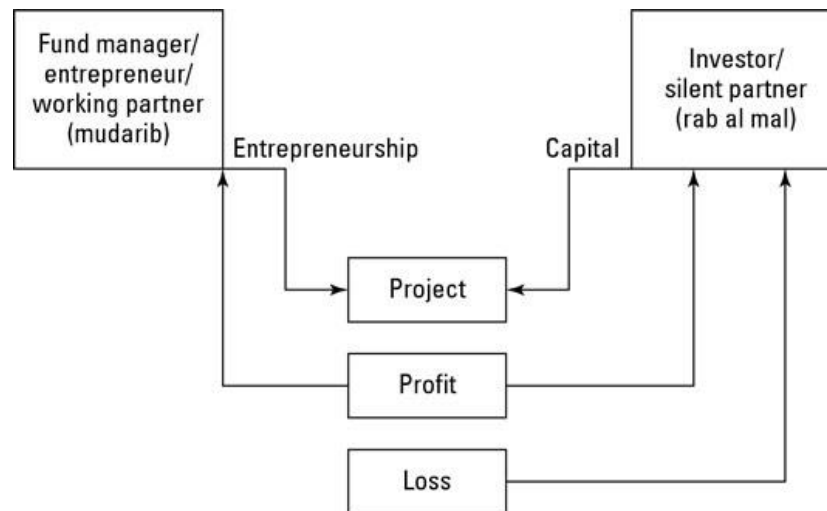 Fund manager/
entrepreneur/
working partner
(mudarib)
Investor/
silent partner
(rab al mal)
Entrepreneurship
Capital
Project
Profit
Loss